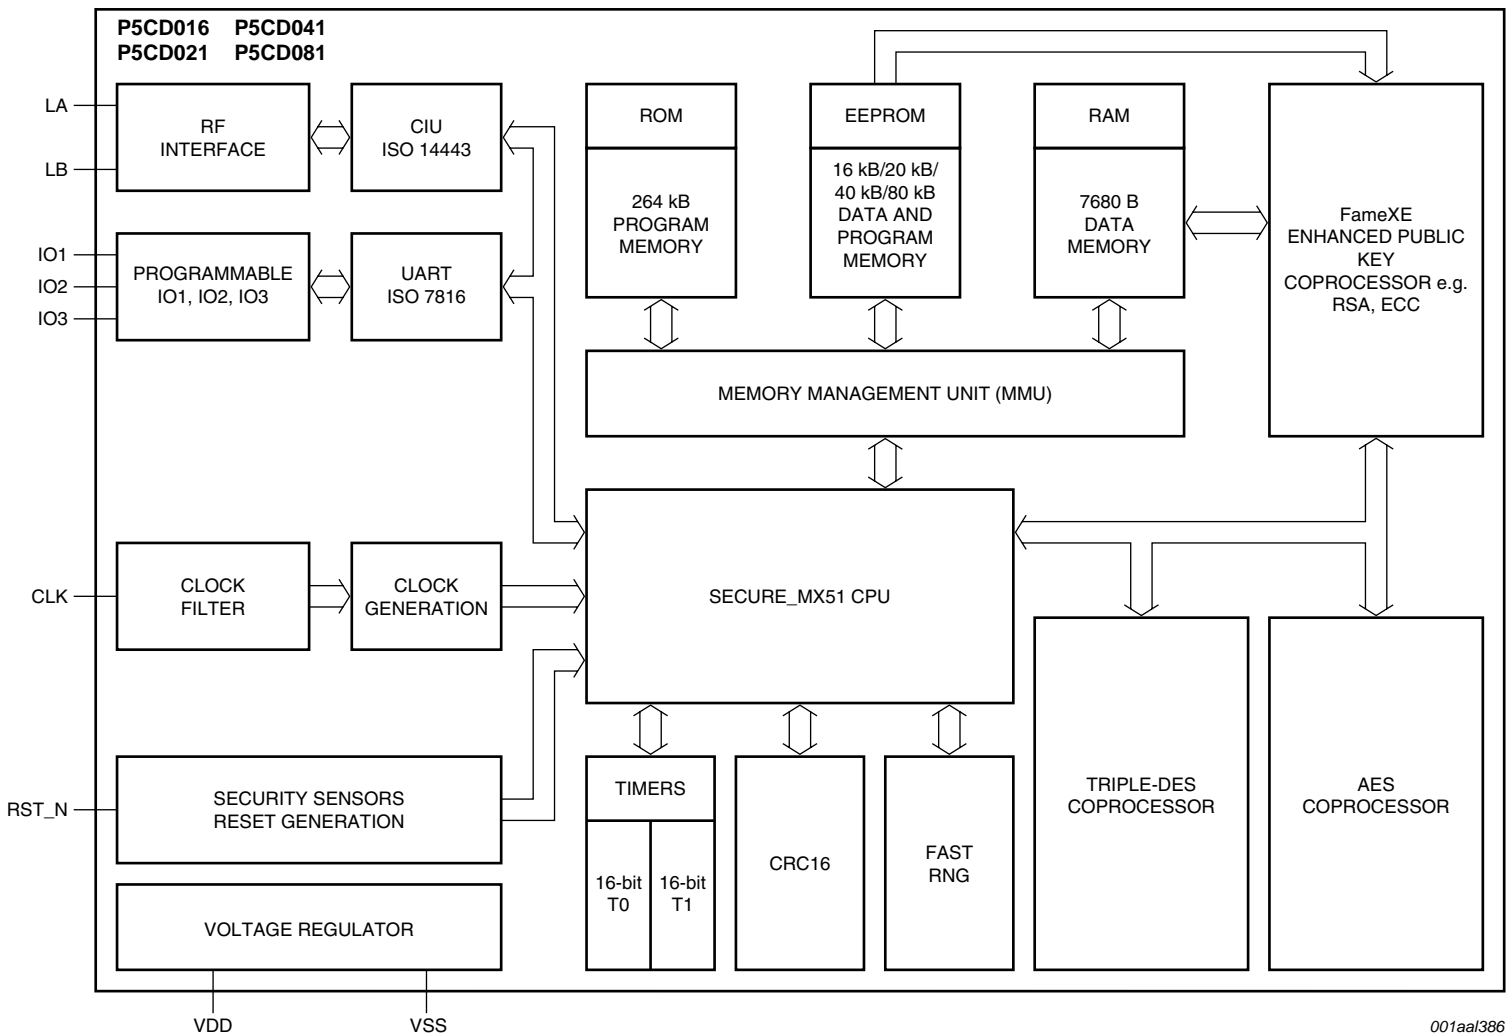 P5CD016 P5CD041
P5CD021 P5CD081
LA
LB
RF
INTERFACE
CIU
ISO 14443
IO1
IO2
IO3
PROGRAMMABLE
IO1, IO2, IO3
UART
ISO 7816
ROM
264 kB
PROGRAM
MEMORY
EEPROM
16 kB/20 kB/
40 kB/80 kB
DATA AND
PROGRAM
MEMORY
RAM
7680 B
DATA
MEMORY
FameXE
ENHANCED PUBLIC
KEY
COPROCESSOR e.g.
RSA, ECC
MEMORY MANAGEMENT UNIT (MMU)
CLK
CLOCK
FILTER
CLOCK
GENERATION
SECURE_MX51 CPU
RST_N
SECURITY SENSORS
RESET GENERATION
VOLTAGE REGULATOR
TIMERS
16-bit
T0
16-bit
T1
CRC16
FAST
RNG
TRIPLE-DES
COPROCESSOR
AES
COPROCESSOR
VDD
VSS
001aal386